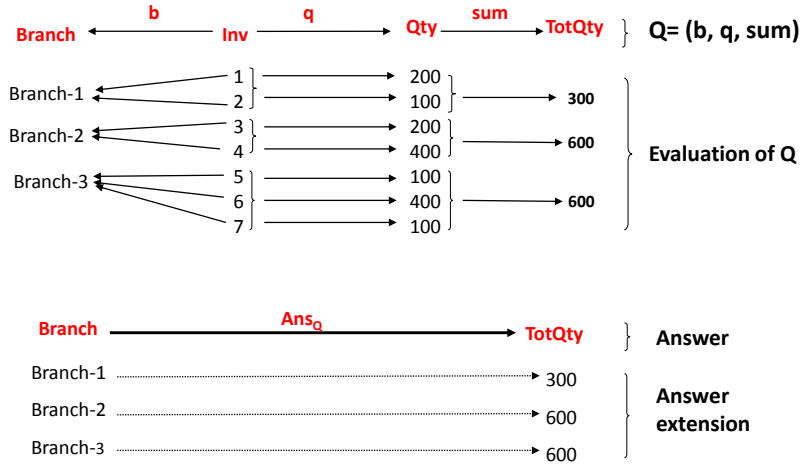 b q sum
Branch Inv Qty TotQty Q= (b, q, sum)
1 200
Branch-1 2 100 300
3 200
Branch-2 4 400 600 Evaluation of Q
Branch-3 5 100
6 400 600
7 100
AnsQ
Branch TotQty Answer
Branch-1 300
Branch-2 600 Answer
extension
Branch-3 600